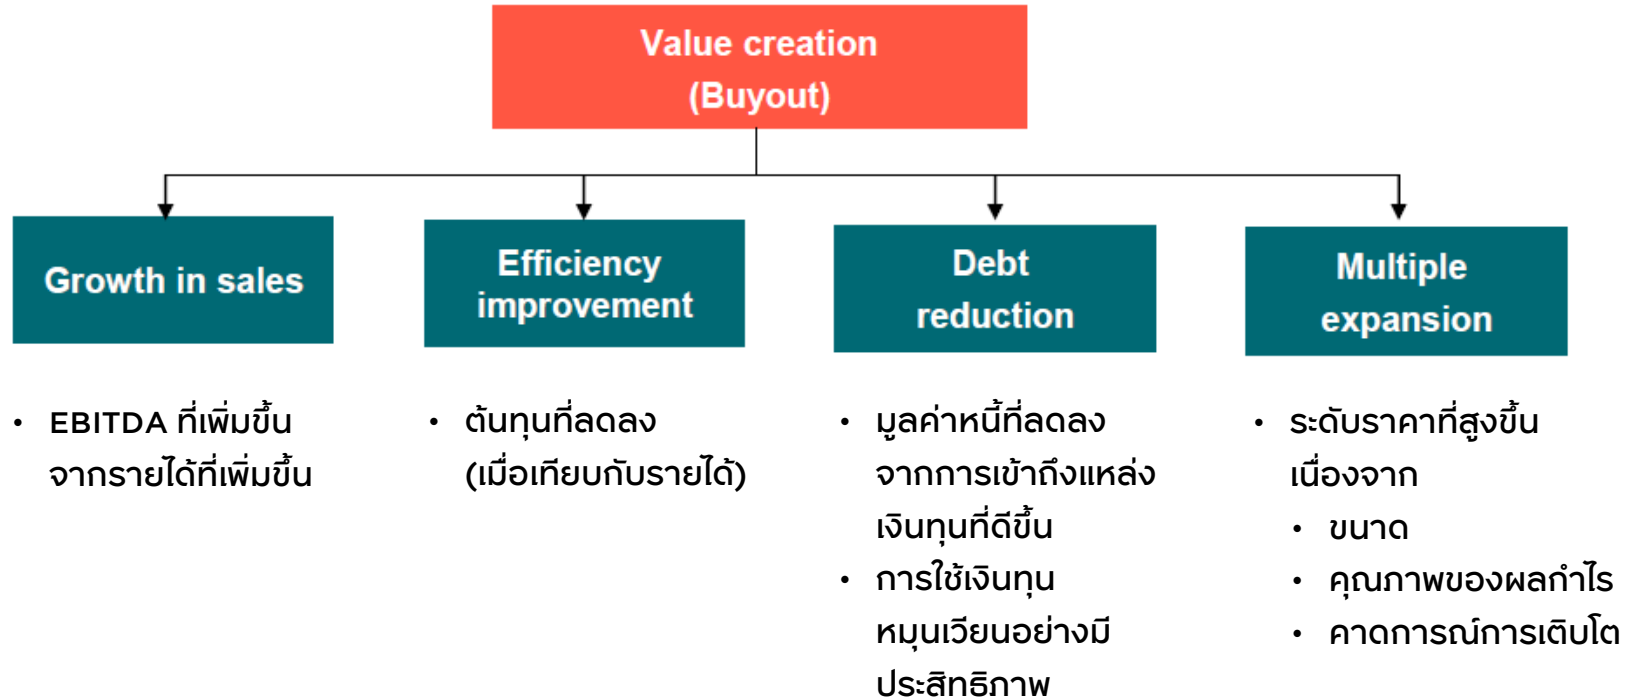 Value creation
(Buyout)
Growth in sales
Efficiency
improvement
Debt
reduction
Multiple
expansion
• EBITDA ที่เพิ่มขึ้น
จากรายได้ที่เพิ่มขึ้น
• ต้นทุนที่ลดลง
(เมื่อเทียบกับรายได้)
• มูลค่าหนี้ที่ลดลง
จากการเข้าถึงแหล่ง
เงินทุนที่ดีขึ้น
• การใช้เงินทุน
หมุนเวียนอย่างมี
ประสิทธิภาพ
• ระดับราคาที่สูงขึ้น
เนื่องจาก
• ขนาด
• คุณภาพของผลกำไร
• คาดการณ์การเติบโต